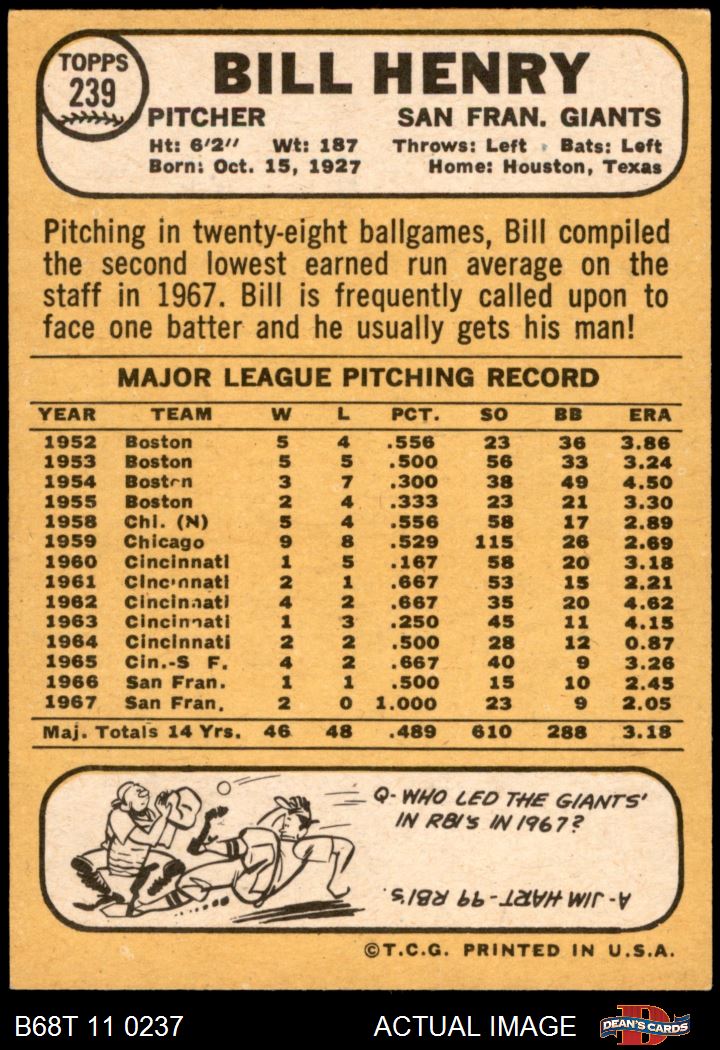 TOPPS
239
BILL HENRY
PITCHER SAN FRAN. GIANTS
Ht: 6'2" Wt: 187 Throws: Left Bats: Left
Born: Oct. 15, 1927 Home: Houston, Texas
Pitching in twenty-eight ballgames, Bill compiled
the second lowest earned run average on the
staff in 1967. Bill is frequently called upon to
face one batter and he usually gets his man!
MAJOR LEAGUE PITCHING RECORD
YEAR TEAM W L PCT. SO BB ERA
1952 Boston 5 4 .556 23 36 3.86
1953 Boston 5 5 .500 56 33 3.24
1954 Boston 3 7 .300 38 49 4.50
1955 Boston 2 4 .333 23 21 3.30
1958 Chi. (N) 5 4 .556 58 17 2.89
1959 Chicago 9 8 .529 115 26 2.69
1960 Cincinnati 1 5 .167 58 20 3.18
1961 Cincinnati 2 1 .667 53 15 2.21
1962 Cincinnati 4 2 .667 35 20 4.62
1963 Cincinnati 1 3 .250 45 11 4.15
1964 Cincinnati 2 2 .500 28 12 0.87
1965 Cin.-S F. 4 2 .667 40 9 3.26
1966 San Fran. 1 1 .500 15 10 2.45
1967 San Fran. 2 0 1.000 23 9 2.05
Maj. Totals 14 Yrs. 46 48 .489 610 288 3.18
Q- WHO LED THE GIANTS'
IN RBI's IN 1967?
A- JIM HART - 99 RBI's.
©T.C.G. PRINTED IN U.S.A.
B68T 11 0237 ACTUAL IMAGE
D
DEAN'S CARDS